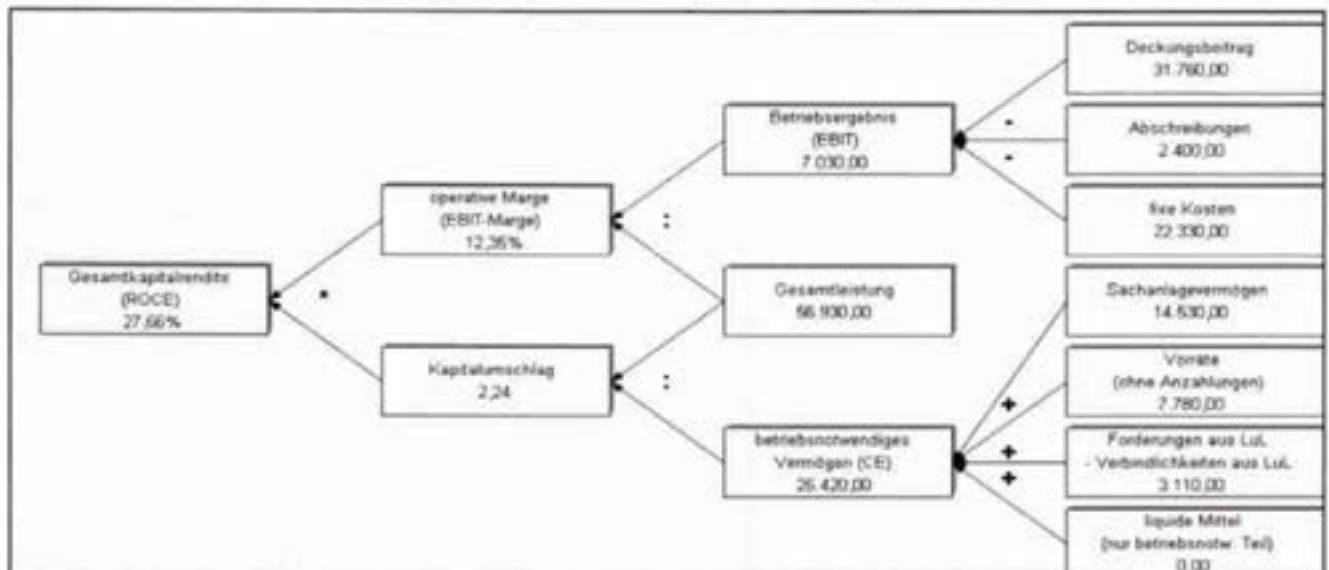 Gesamtkapitalrendite
(ROCE)
27,66%
*
operative Marge
(EBIT-Marge)
12,35%
Kapitalumschlag
2,24
:
:
Betriebsergebnis
(EBIT)
7.030,00
Gesamtleistung
56.930,00
betriebsnotwendiges
Vermögen (CE)
25.420,00
-
-
+
+
+
Deckungsbeitrag
31.760,00
Abschreibungen
2.400,00
fixe Kosten
22.330,00
Sachanlagevermögen
14.530,00
Vorräte
(ohne Anzahlungen)
7.780,00
Forderungen aus LuL
- Verbindlichkeiten aus LuL
3.110,00
liquide Mittel
(nur betriebsnotw. Teil)
0,00